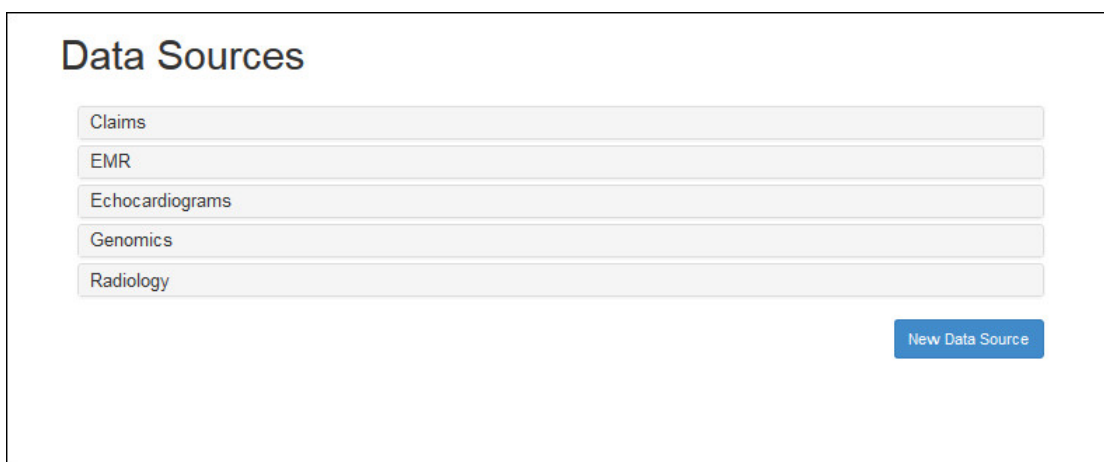 Data Sources
Claims
EMR
Echocardiograms
Genomics
Radiology
New Data Source